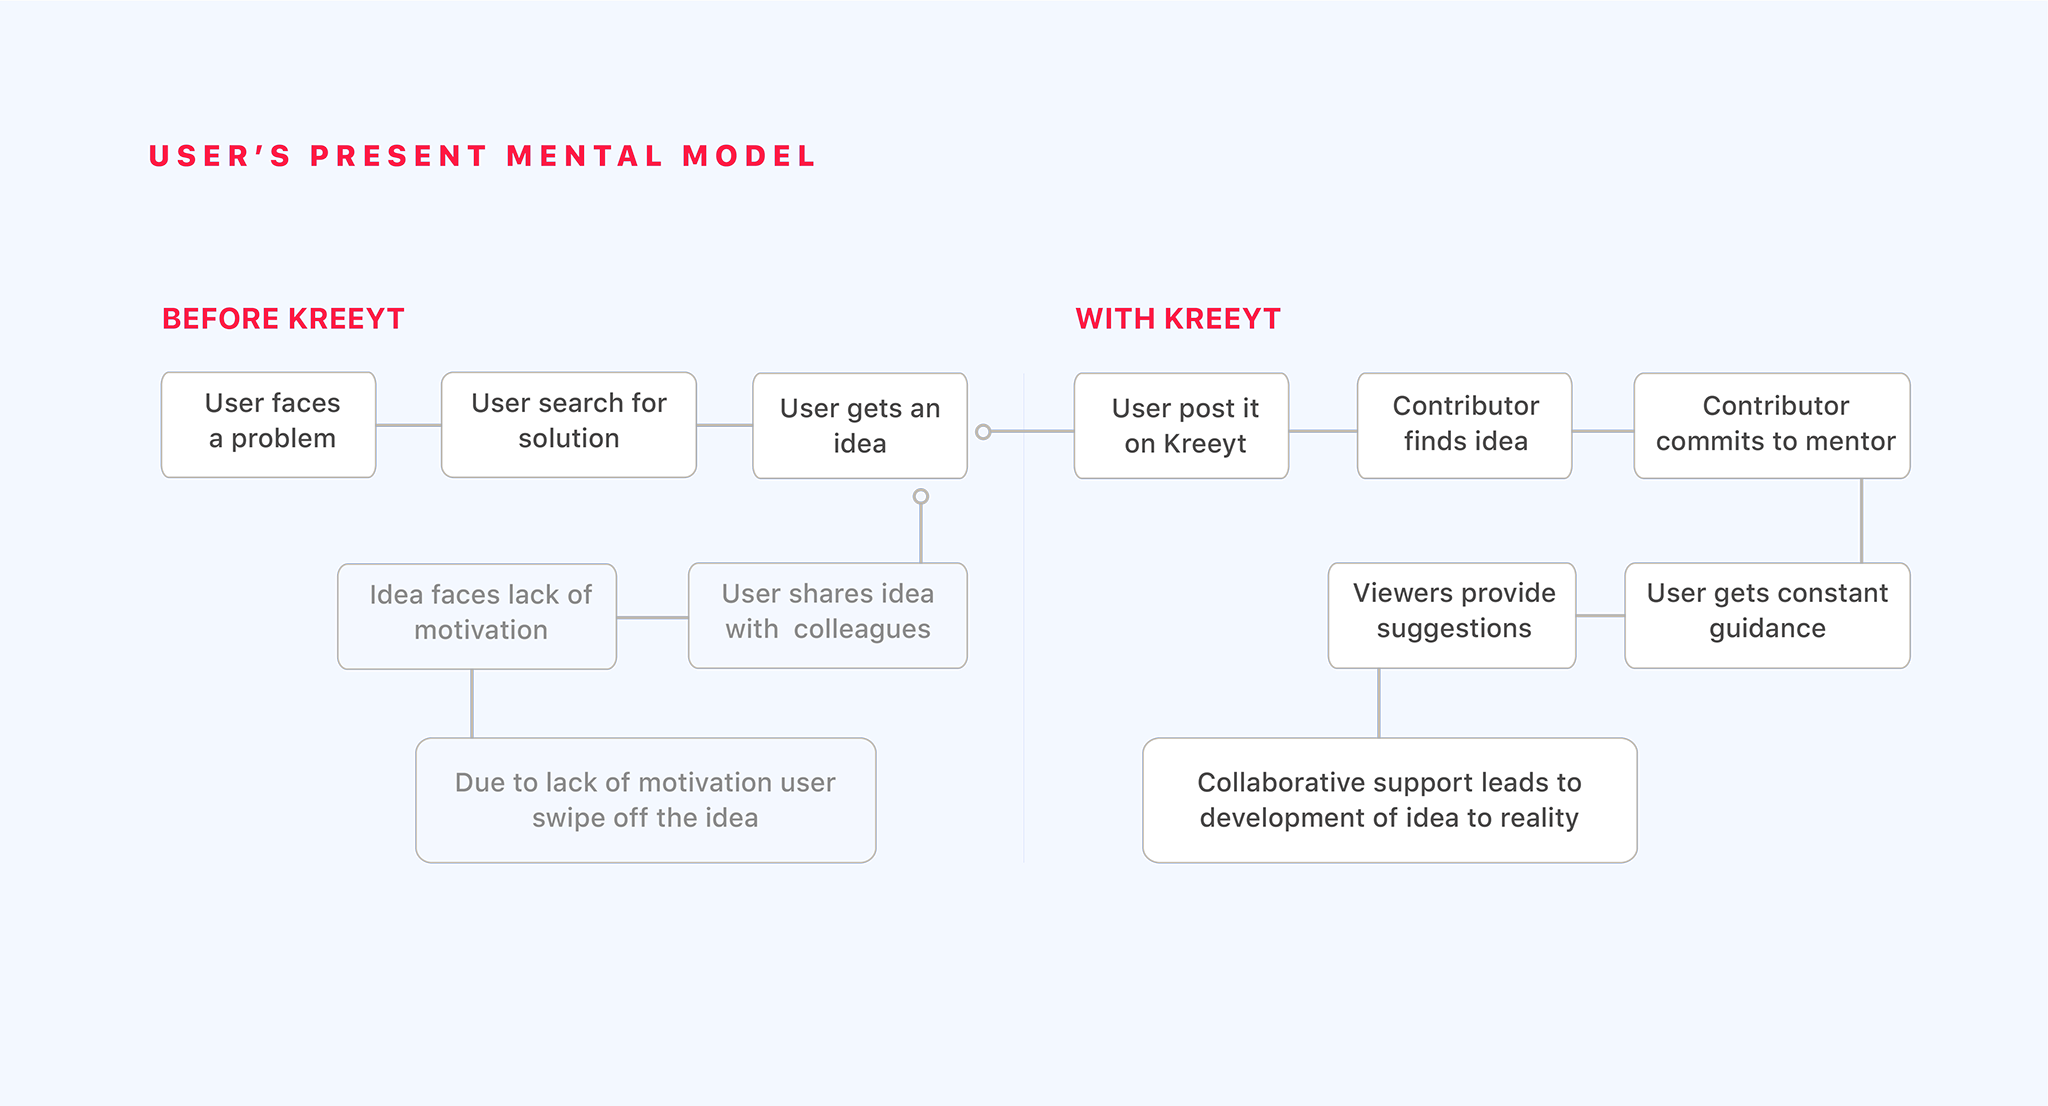 USER’S PRESENT MENTAL MODEL
BEFORE KREEYT
User faces
a problem
User search for
solution
User gets an
idea
User shares idea
with  colleagues
Idea faces lack of
motivation
Due to lack of motivation user
swipe off the idea
WITH KREEYT
User post it
on Kreeyt
Contributor
finds idea
Contributor
commits to mentor
User gets constant
guidance
Viewers provide
suggestions
Collaborative support leads to
development of idea to reality